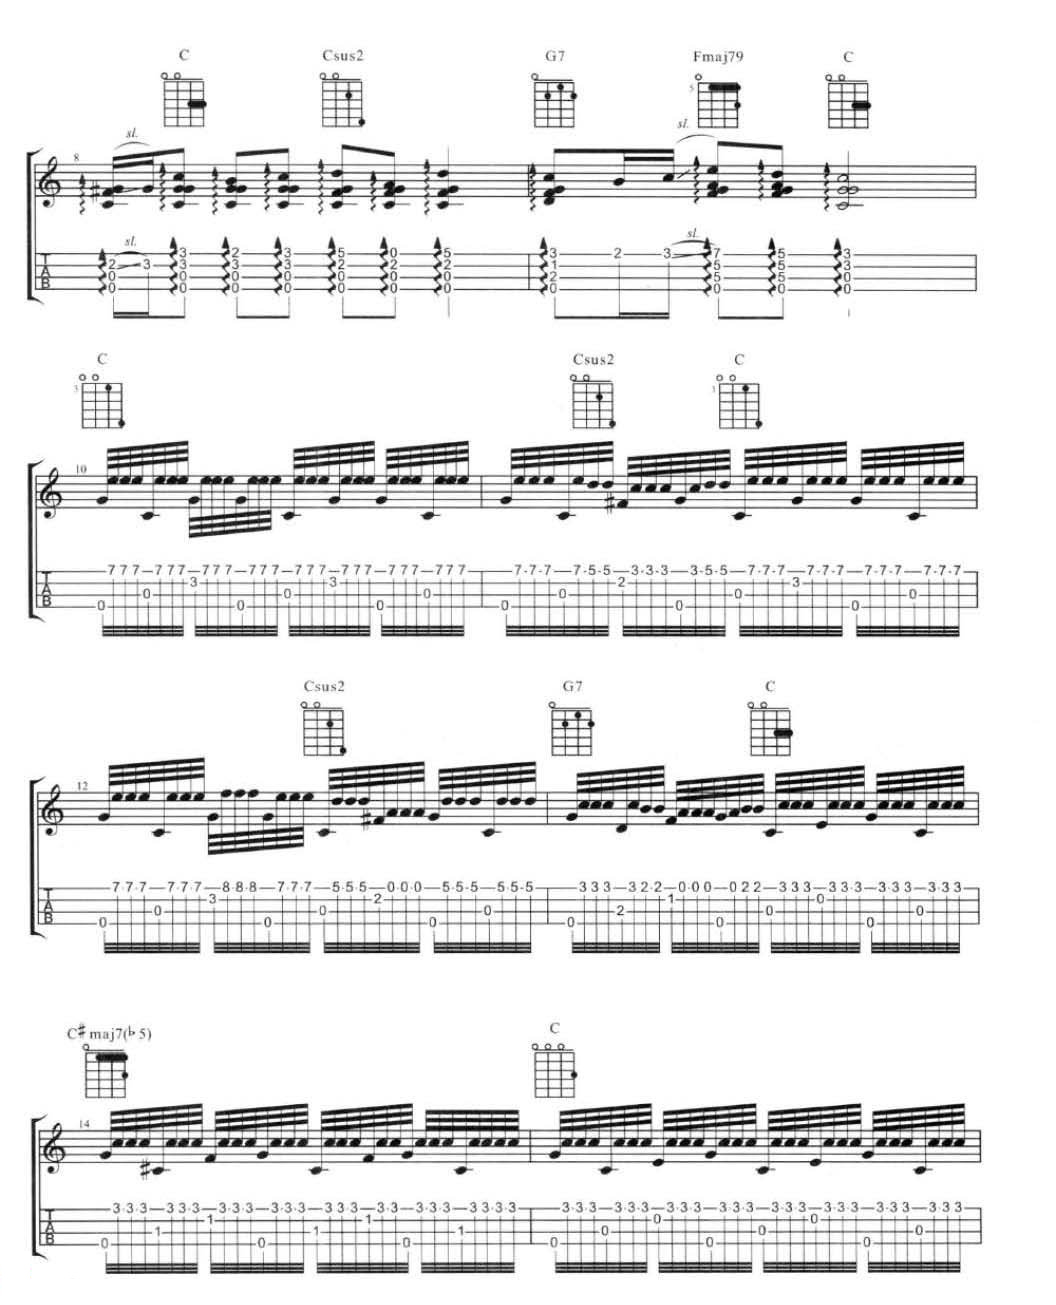 C Csus2 G7 Fmaj79 C
5
sl. sl.
8
sl. sl.
3 2 3 5 0 5 3 2 3 7 5 3
2 3 3 3 3 2 2 2 1 5 5 3
0 0 0 0 0 0 0 2 5 5 0
0 0 0 0 0 0 0 0 0 0 0
C Csus2 C
3 3
10
7 7 7 7 7 7 7 7 7 7 7 7 7 7 7 7 7 7 7 7 7 7 7 7 7·7·7 7·5·5 3·3·3 3·5·5 7·7·7 7·7·7 7·7·7 7·7·7
3 3 2 3
0 0 0 0 0 0
0 0 0 0 0 0
Csus2 G7 C
12
7·7·7 7·7·7 8·8·8 7·7·7 5·5·5 0·0·0 5·5·5 5·5·5 3·3·3 3·2·2 0·0·0 0 2 2 3·3·3 3·3·3 3·3·3 3·3·3
3 2 1 0
0 0 0 2 0 0
0 0 0 0 0 0
C♯maj7(♭5) C
14
3·3·3 3·3·3 3·3·3 3·3·3 3·3·3 3·3·3 3·3·3 3·3·3 3·3·3 3·3·3 3·3·3 3·3·3 3·3·3 3·3·3 3·3·3 3·3·3
1 1 0 0
1 1 1 0 0 0
0 0 0 0 0 0